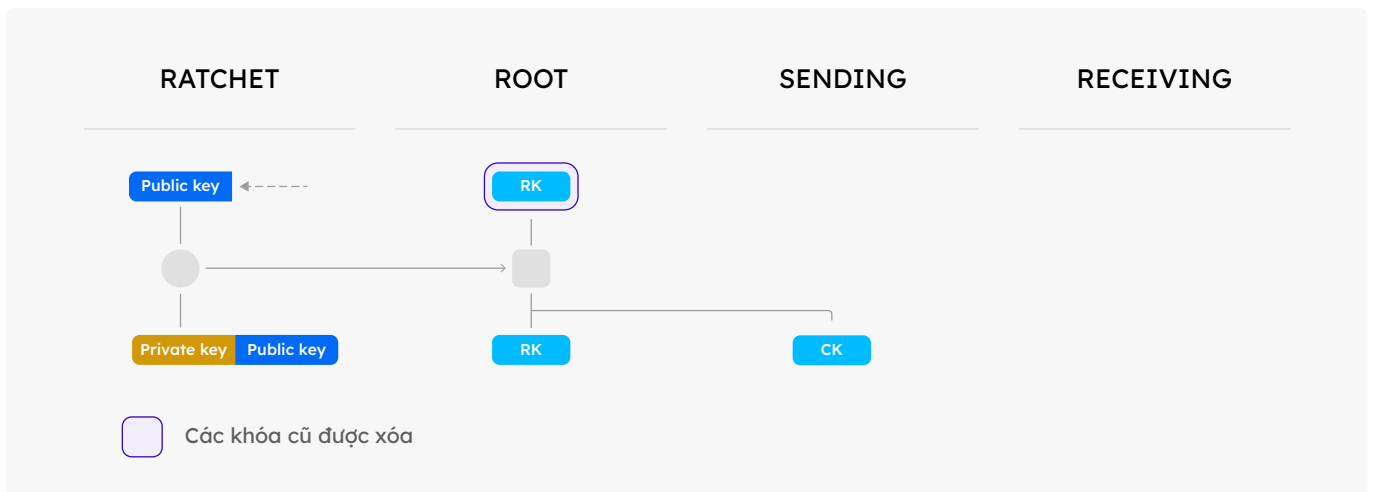 RATCHET ROOT SENDING RECEIVING
Public key RK
Private key Public key RK CK
Các khóa cũ được xóa